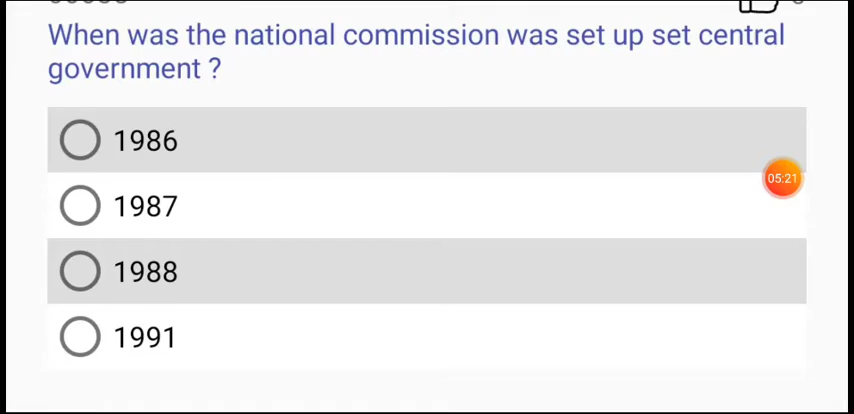 When was the national commission was set up set central
government ?
1986
05:21
1987
1988
1991